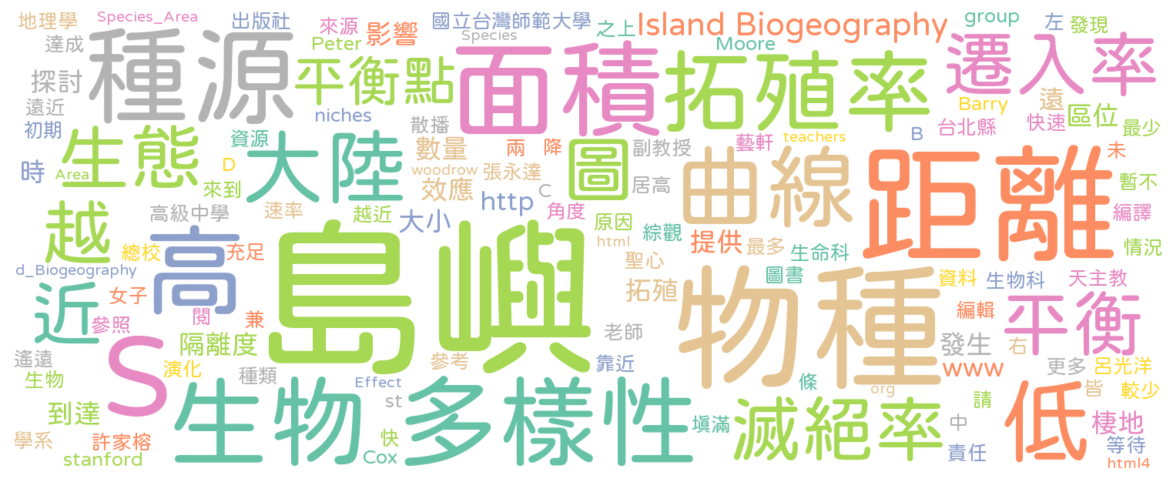 地理學 Species_Area 出版社 來源 國立台灣師範大學 之上 Island Biogeography group 左 發現
達成 種源 Peter 影響 Species 面積 Moore 遷入率
探討 平衡點 拓殖率 遠 區位
遠近 niches 散播 Barry 快速 最少
初期 生態 資源 大陸 數量 兩 降 圖 副教授 藝軒 teachers 曲線 B 台北縣 未
時 Area D 來到 效應 woodrow 張永達 C 居高 距離 暫不
越 高級中學 速率 越近 大小 http 角度 原因 提供 最多 編譯
總校 高 充足 島嶼 html 綜觀 生命科 情況
d_Biogeography 聖心 物種 圖書 資料 生物科 天主教
近 女子 閱 兼 拓殖 編輯 平衡
參照 S 隔離度 老師 發生 右
遙遠 演化 種類 參考 靠近 www 更多 呂光洋
生物 Effect 條 org 皆 較少
到達 生物多樣性 st 滅絕率 請 低 棲地
學系 許家榕 快 填滿 中 等待
stanford Cox 責任 html4